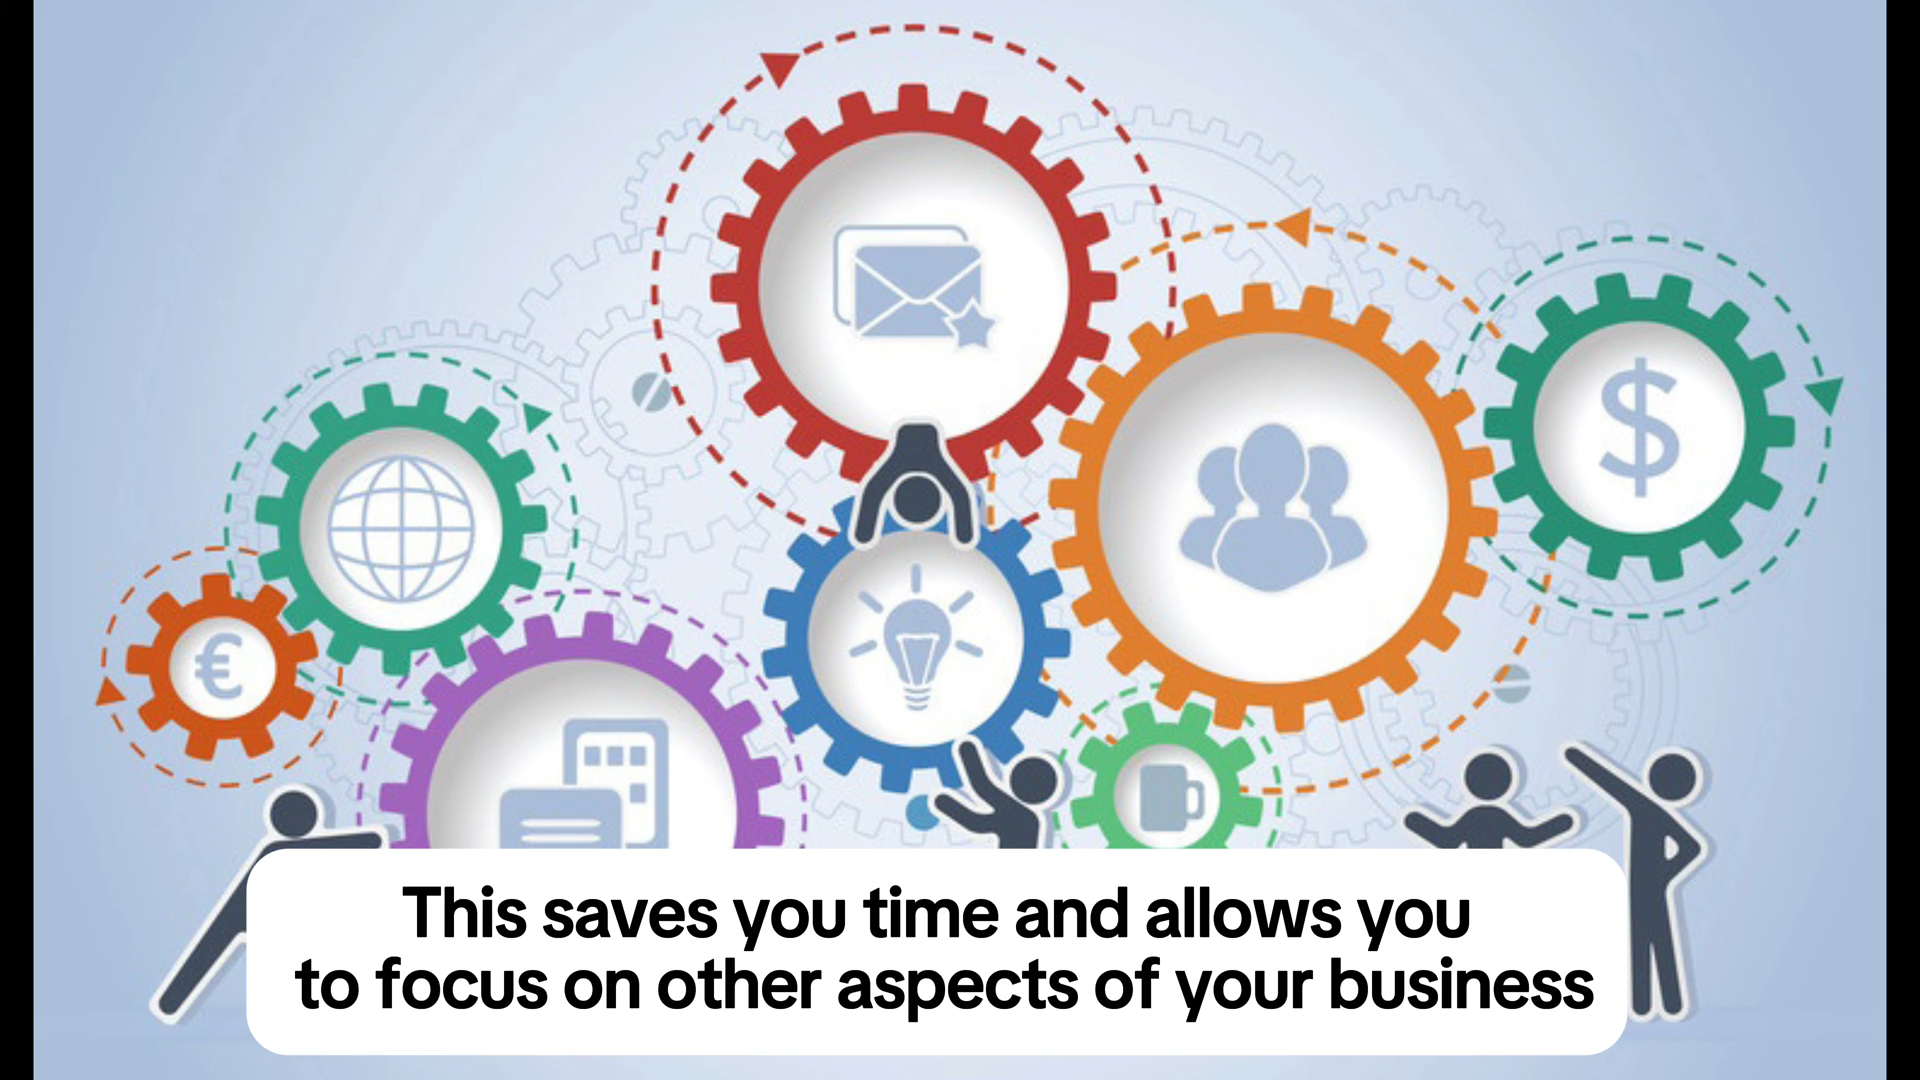 $
€
This saves you time and allows you
to focus on other aspects of your business